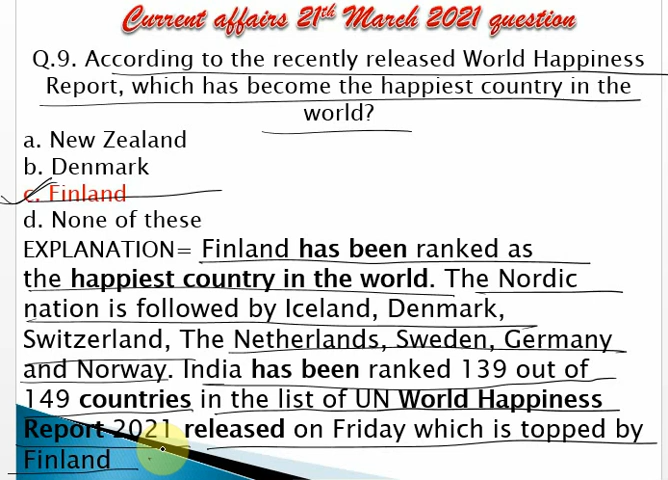 Current affairs 21th March 2021 question
Q.9. According to the recently released World Happiness
Report, which has become the happiest country in the
world?
a. New Zealand
b. Denmark
c. Finland
d. None of these
EXPLANATION= Finland has been ranked as
the happiest country in the world. The Nordic
nation is followed by Iceland, Denmark,
Switzerland, The Netherlands, Sweden, Germany
and Norway. India has been ranked 139 out of
149 countries in the list of UN World Happiness
Report 2021 released on Friday which is topped by
Finland